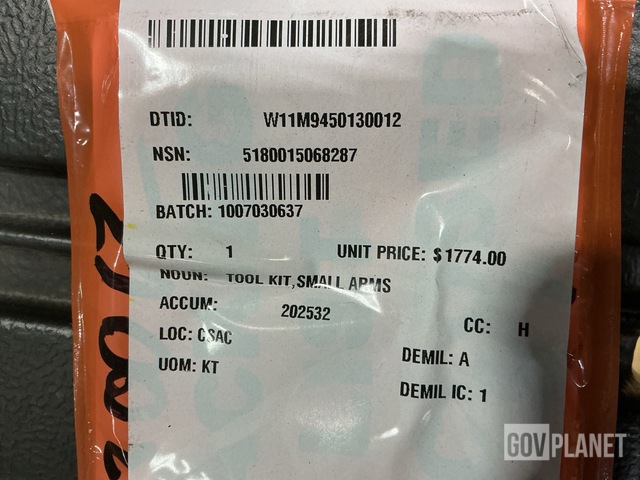 DTID: W11M9450130012
NSN: 5180015068287
BATCH: 1007030637
QTY: 1 UNIT PRICE: $1774.00
NOUN: TOOL KIT,SMALL ARMS
ACCUM: 202532
CC: H
LOC: CSAC
DEMIL: A
UOM: KT
DEMIL IC: 1
GOVPLANET